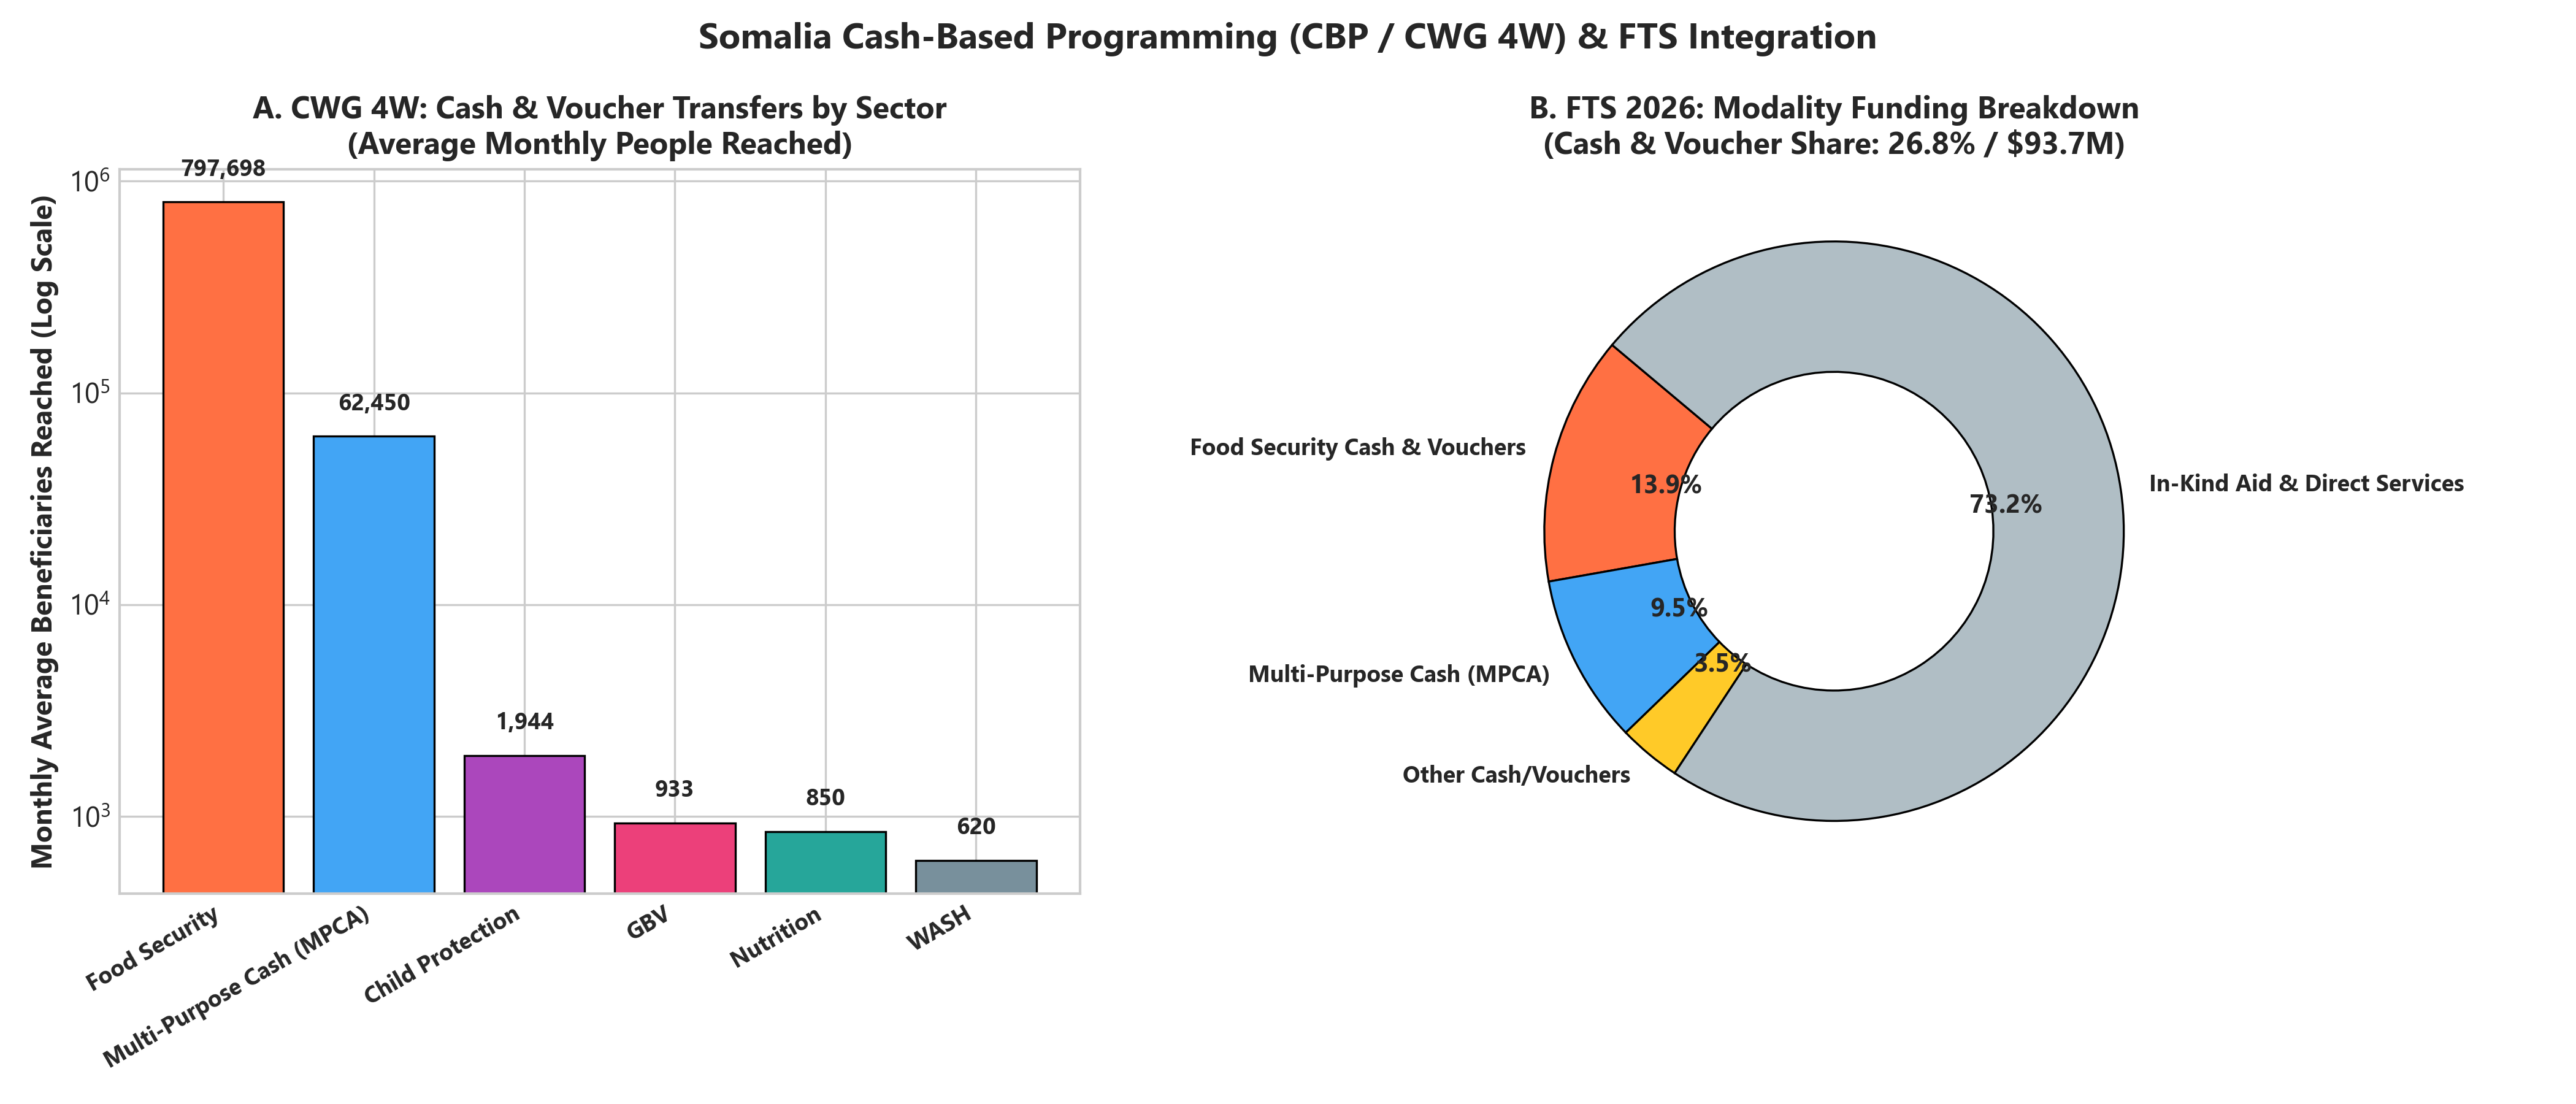 Somalia Cash-Based Programming (CBP / CWG 4W) & FTS Integration
A. CWG 4W: Cash & Voucher Transfers by Sector
(Average Monthly People Reached)
Monthly Average Beneficiaries Reached (Log Scale)
10⁶
10⁵
10⁴
10³
797,698
62,450
1,944
933
850
620
Food Security
Multi-Purpose Cash (MPCA)
Child Protection
GBV
Nutrition
WASH
B. FTS 2026: Modality Funding Breakdown
(Cash & Voucher Share: 26.8% / $93.7M)
Food Security Cash & Vouchers
13.9%
Multi-Purpose Cash (MPCA)
9.5%
Other Cash/Vouchers
3.5%
In-Kind Aid & Direct Services
73.2%